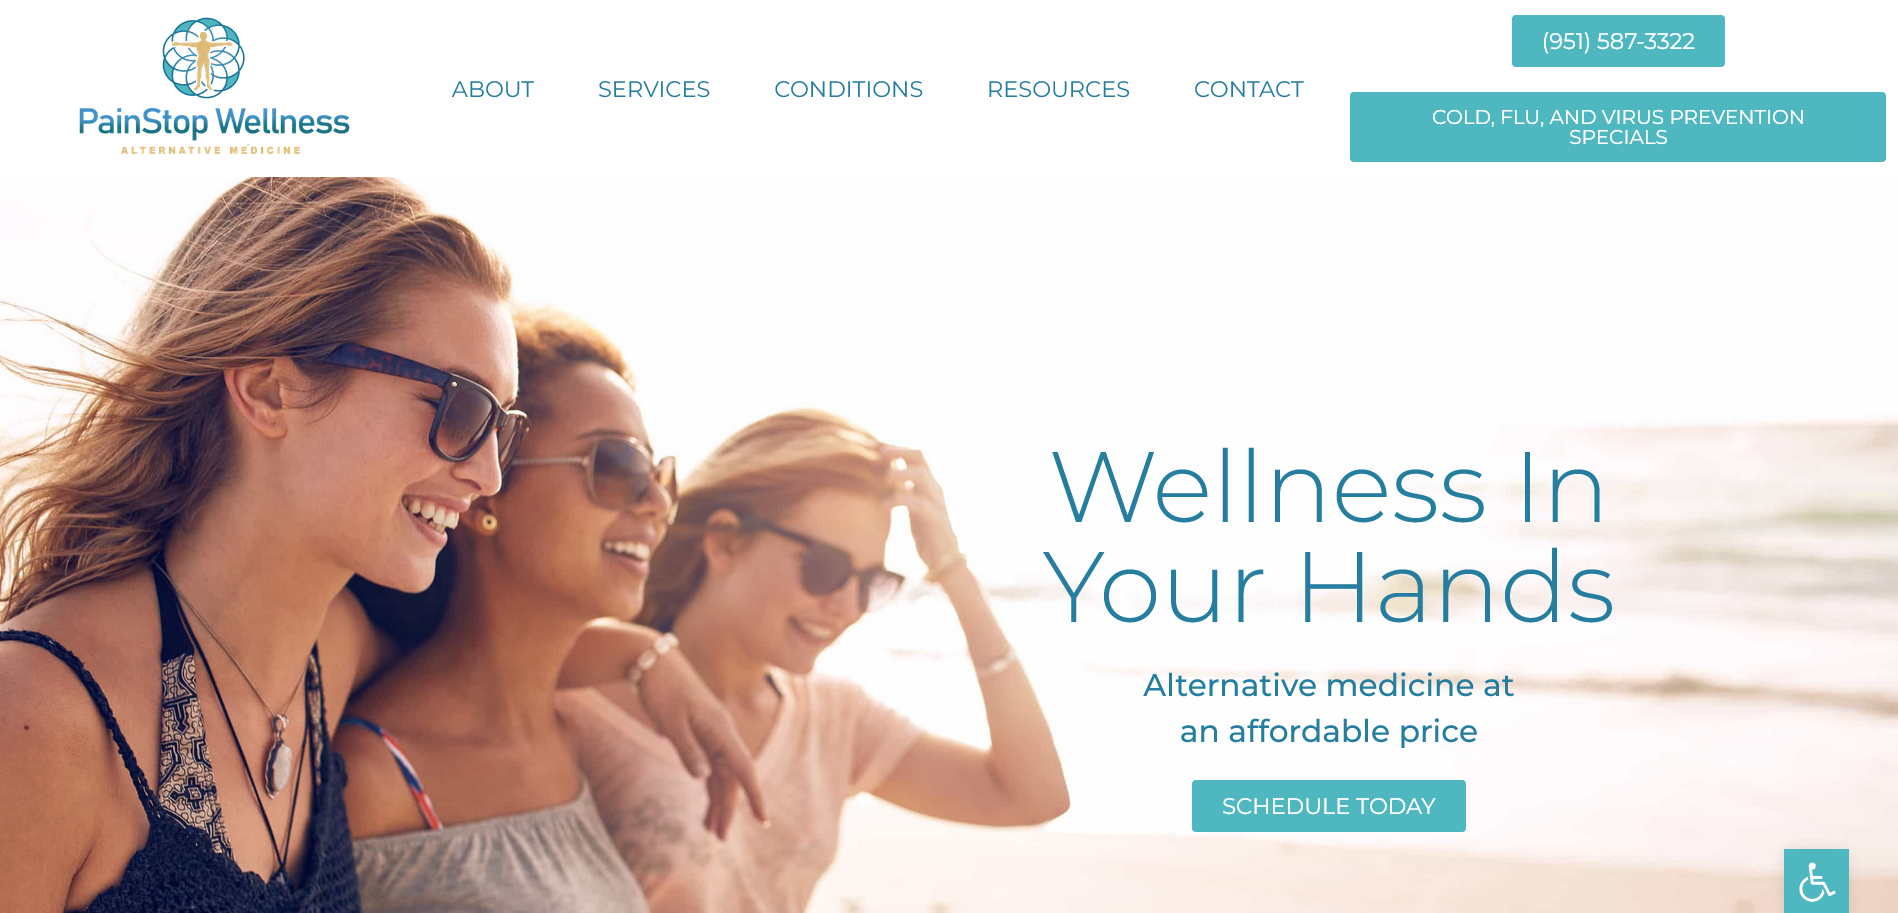 PainStop Wellness
ALTERNATIVE MEDICINE
ABOUT
SERVICES
CONDITIONS
RESOURCES
CONTACT
(951) 587-3322
COLD, FLU, AND VIRUS PREVENTION
SPECIALS
Wellness In
Your Hands
Alternative medicine at
an affordable price
SCHEDULE TODAY